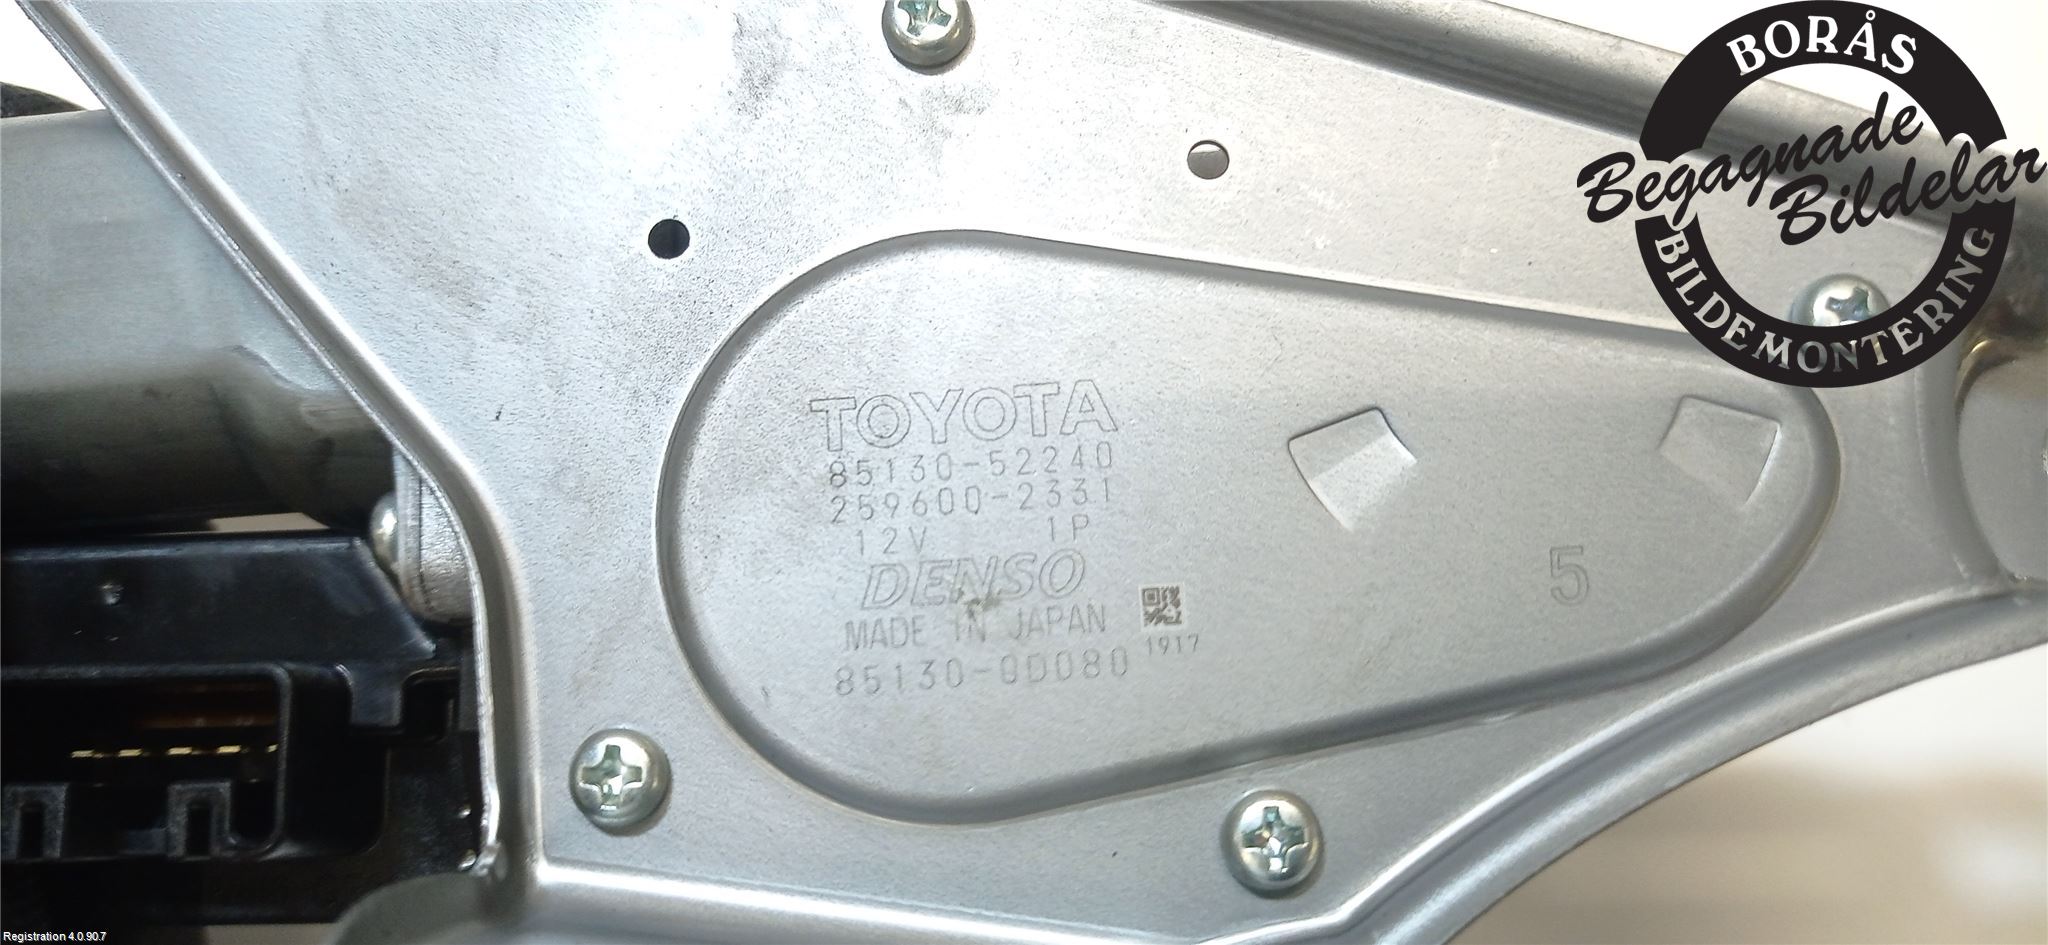 BORÅS
Begagnade
Bildelar
BILDEMONTERING
TOYOTA
85130-52240
259600-2331
12V 1P
DENSO
MADE IN JAPAN
1917
85130-0D080
5
Registration 4.0.90.7